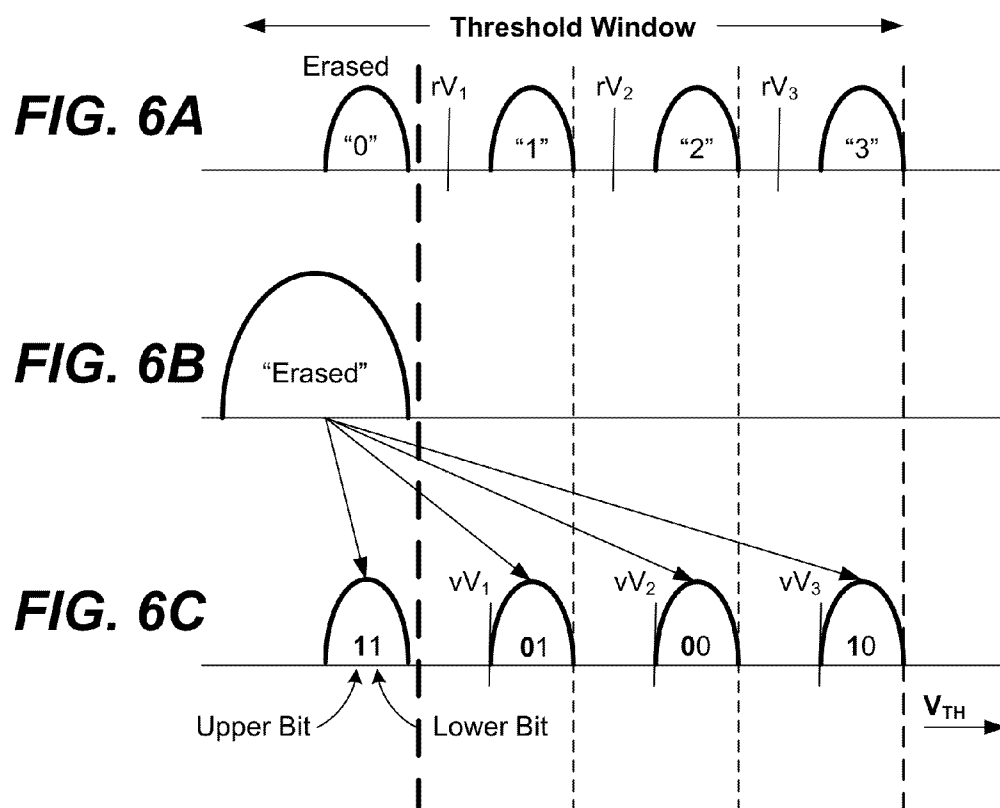 Threshold Window
Erased
FIG. 6A
rV₁
rV₂
rV₃
“0”
“1”
“2”
“3”
FIG. 6B
“Erased”
FIG. 6C
vV₁
vV₂
vV₃
11
01
00
10
Upper Bit
Lower Bit
V_TH